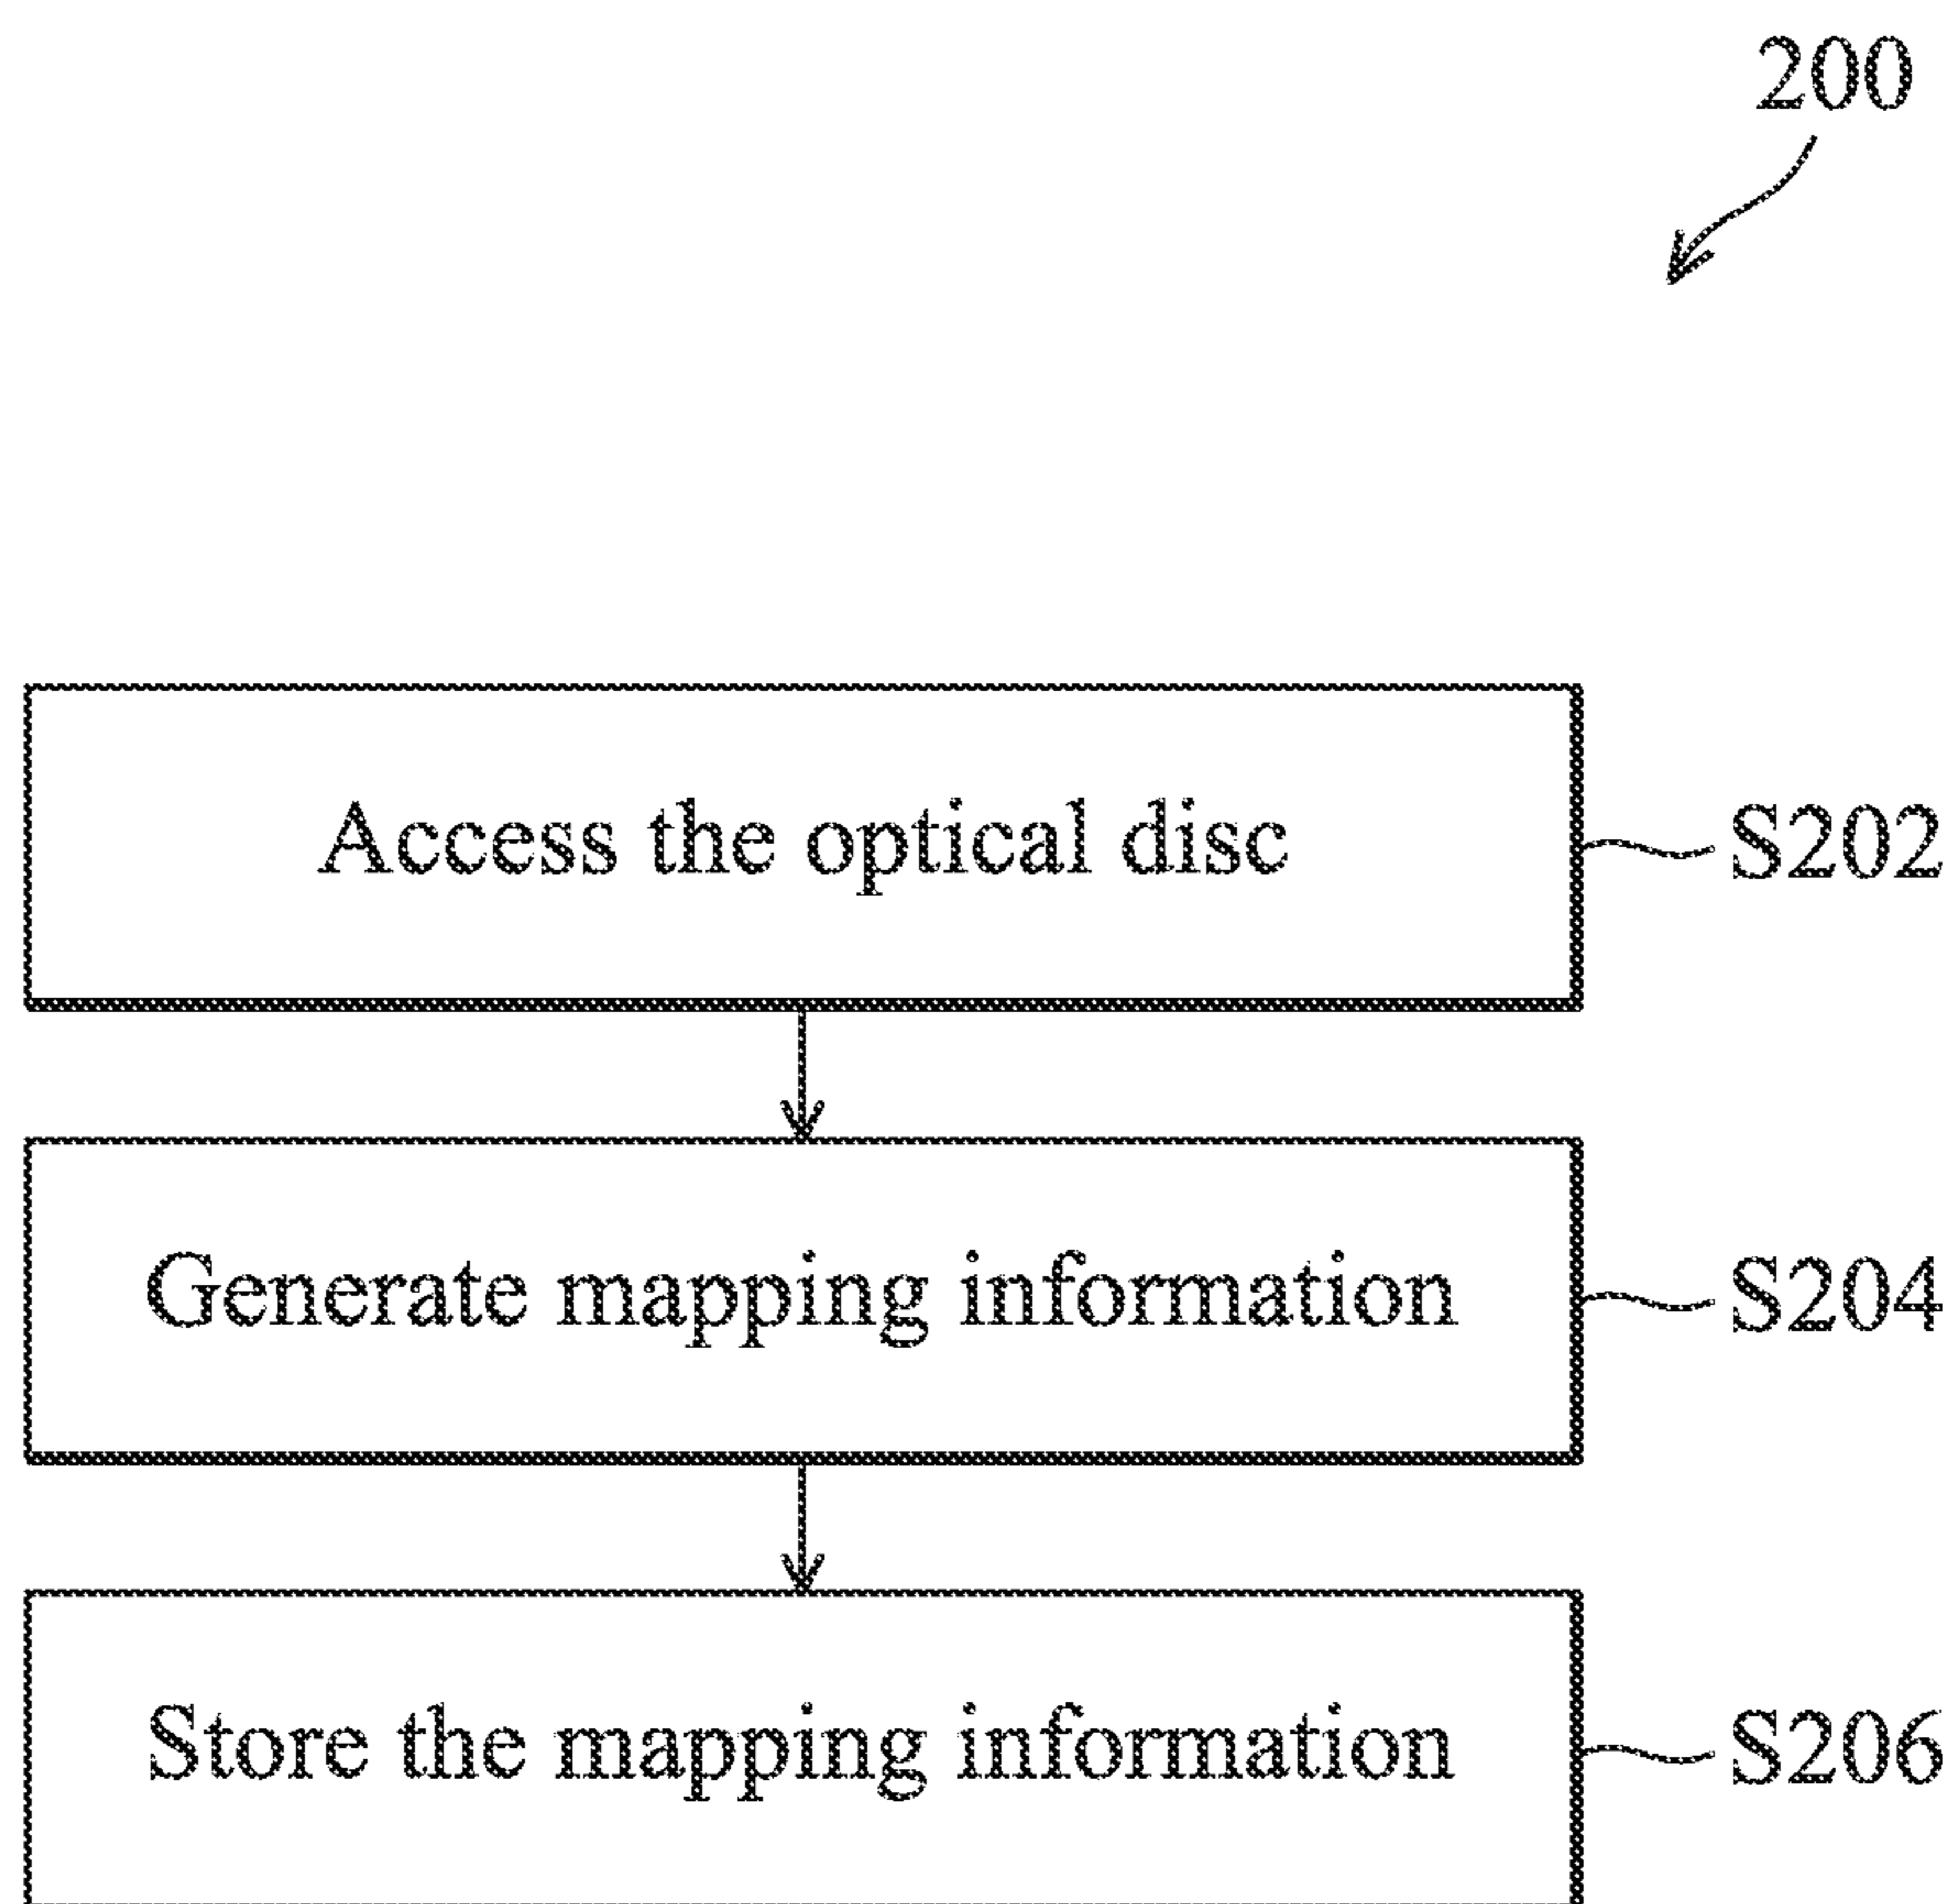 200
Access the optical disc
S202
Generate mapping information
S204
Store the mapping information
S206